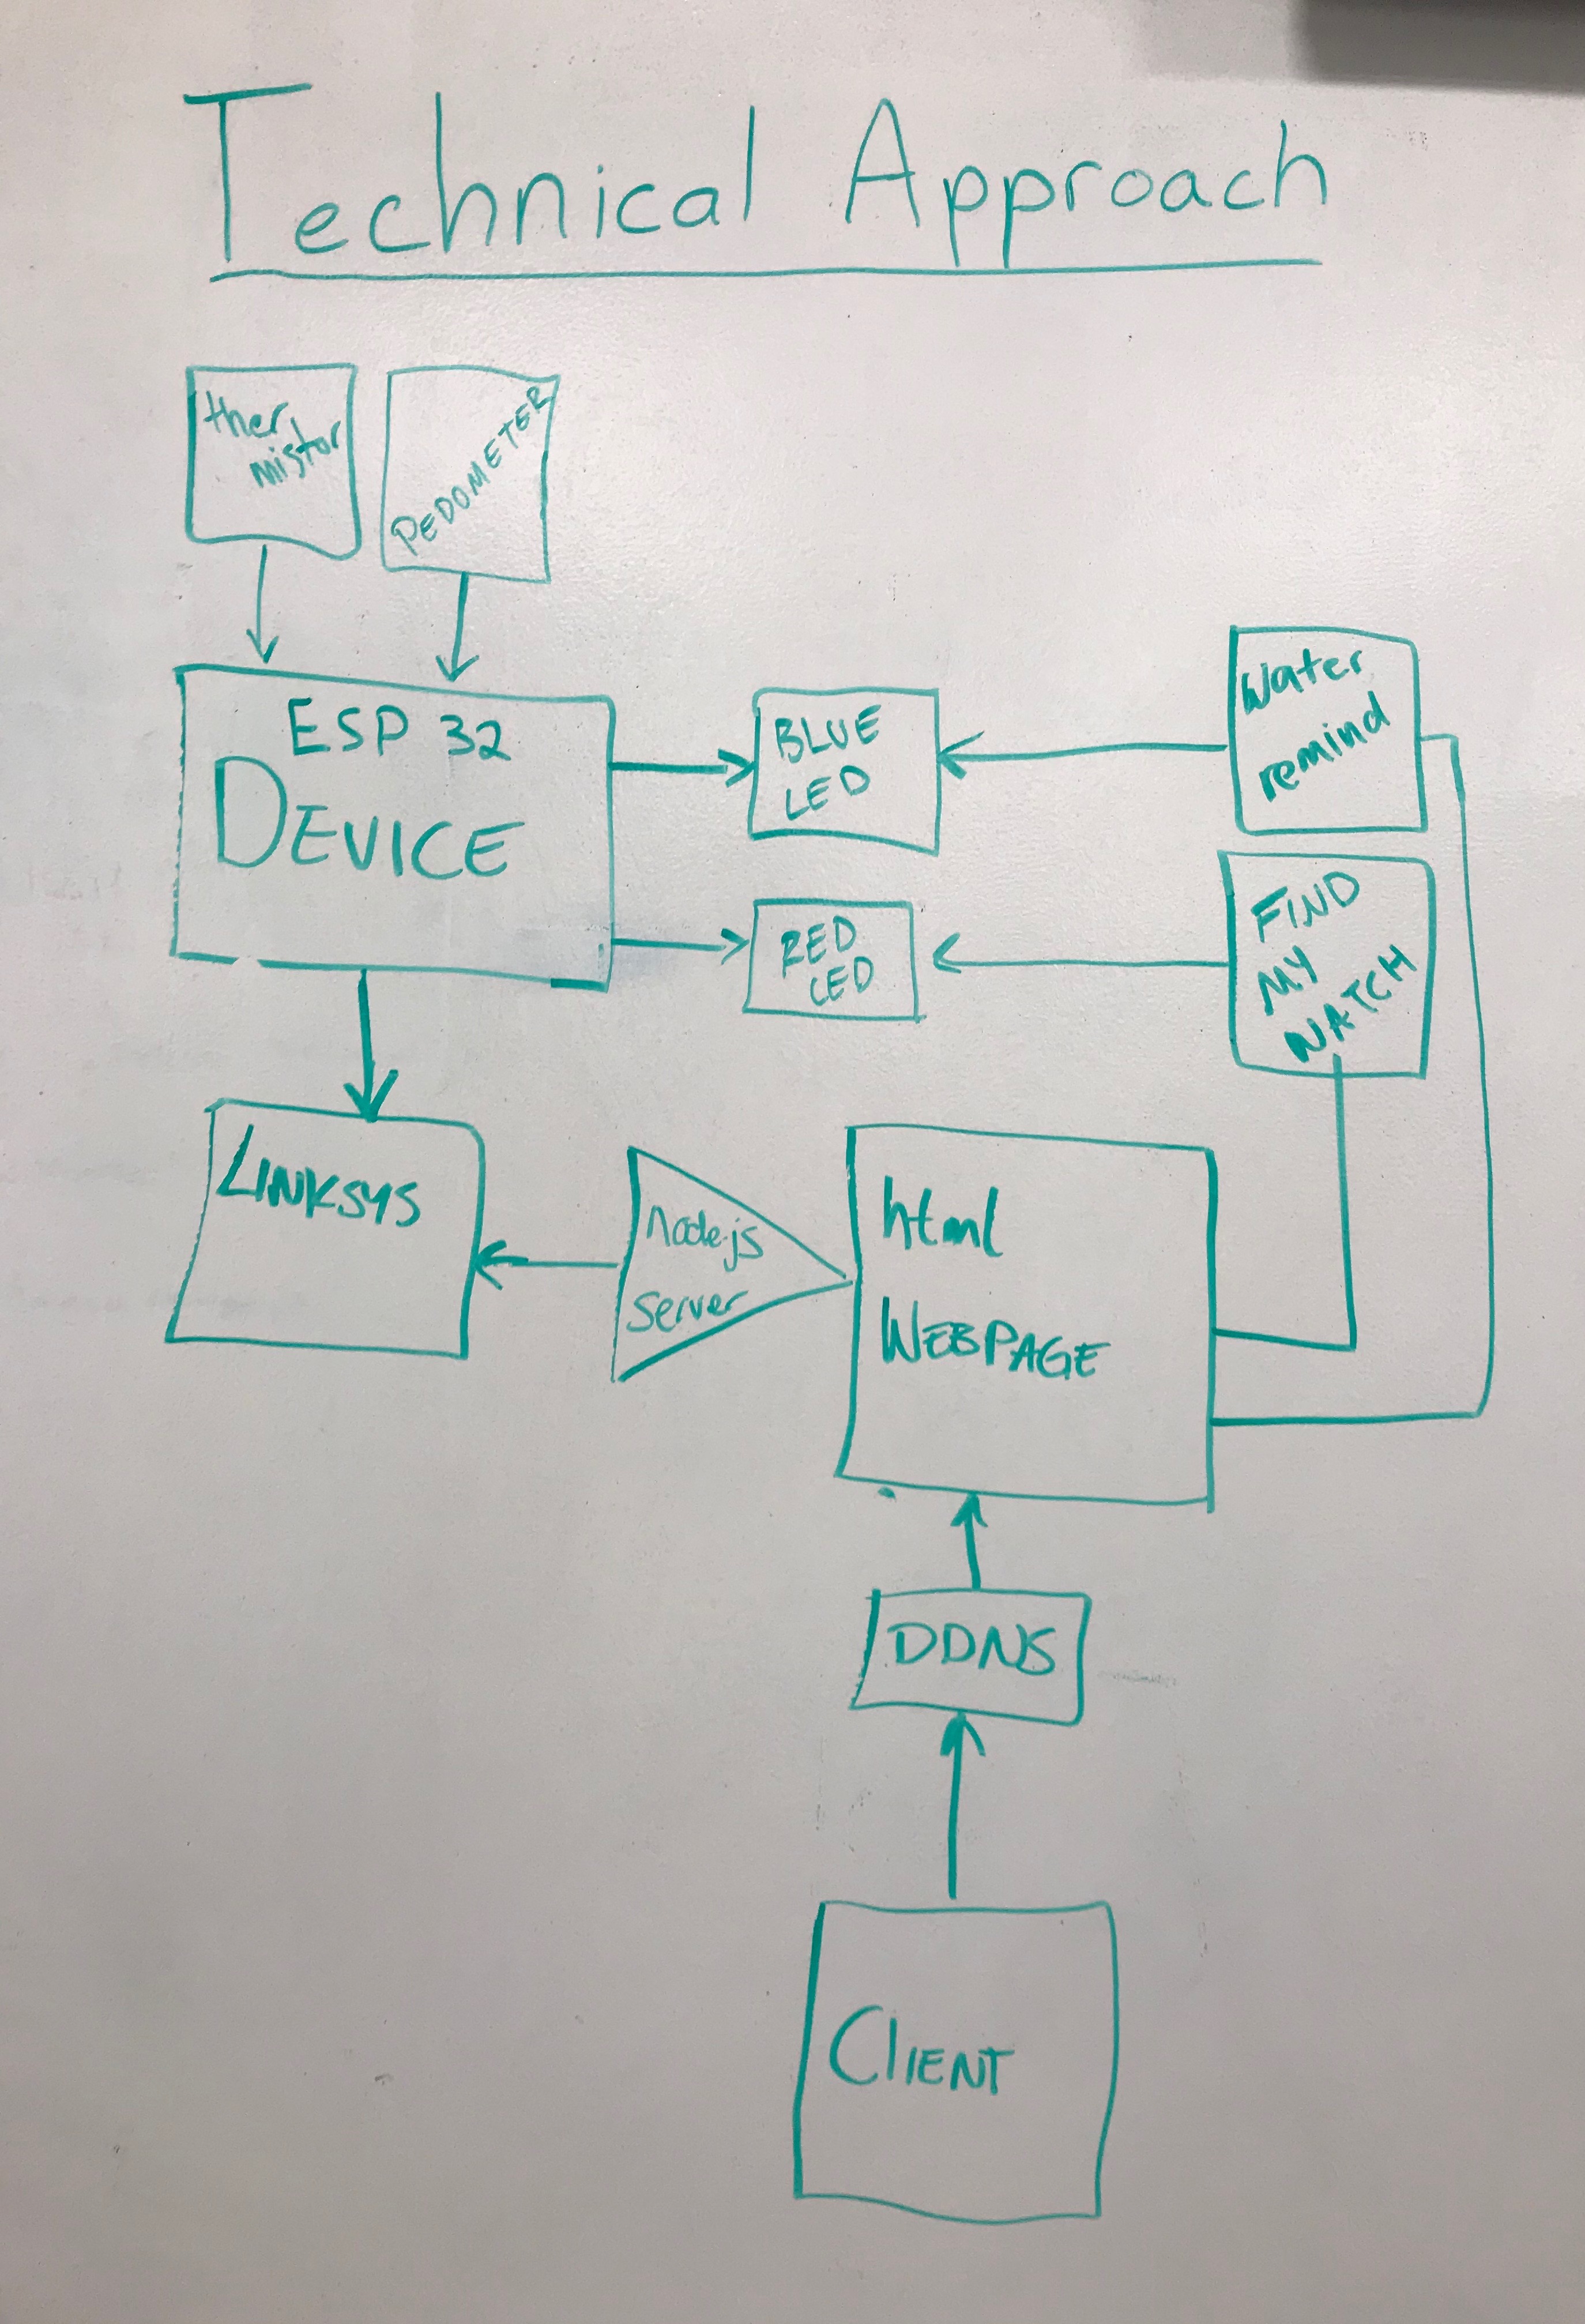 Technical Approach
ther
mistor
PEDOMETER
ESP 32
DEVICE
BLUE
LED
Water
remind
RED
LED
FIND
MY
WATCH
LINKSYS
Node.js
Server
html
WEBPAGE
DDNS
CLIENT